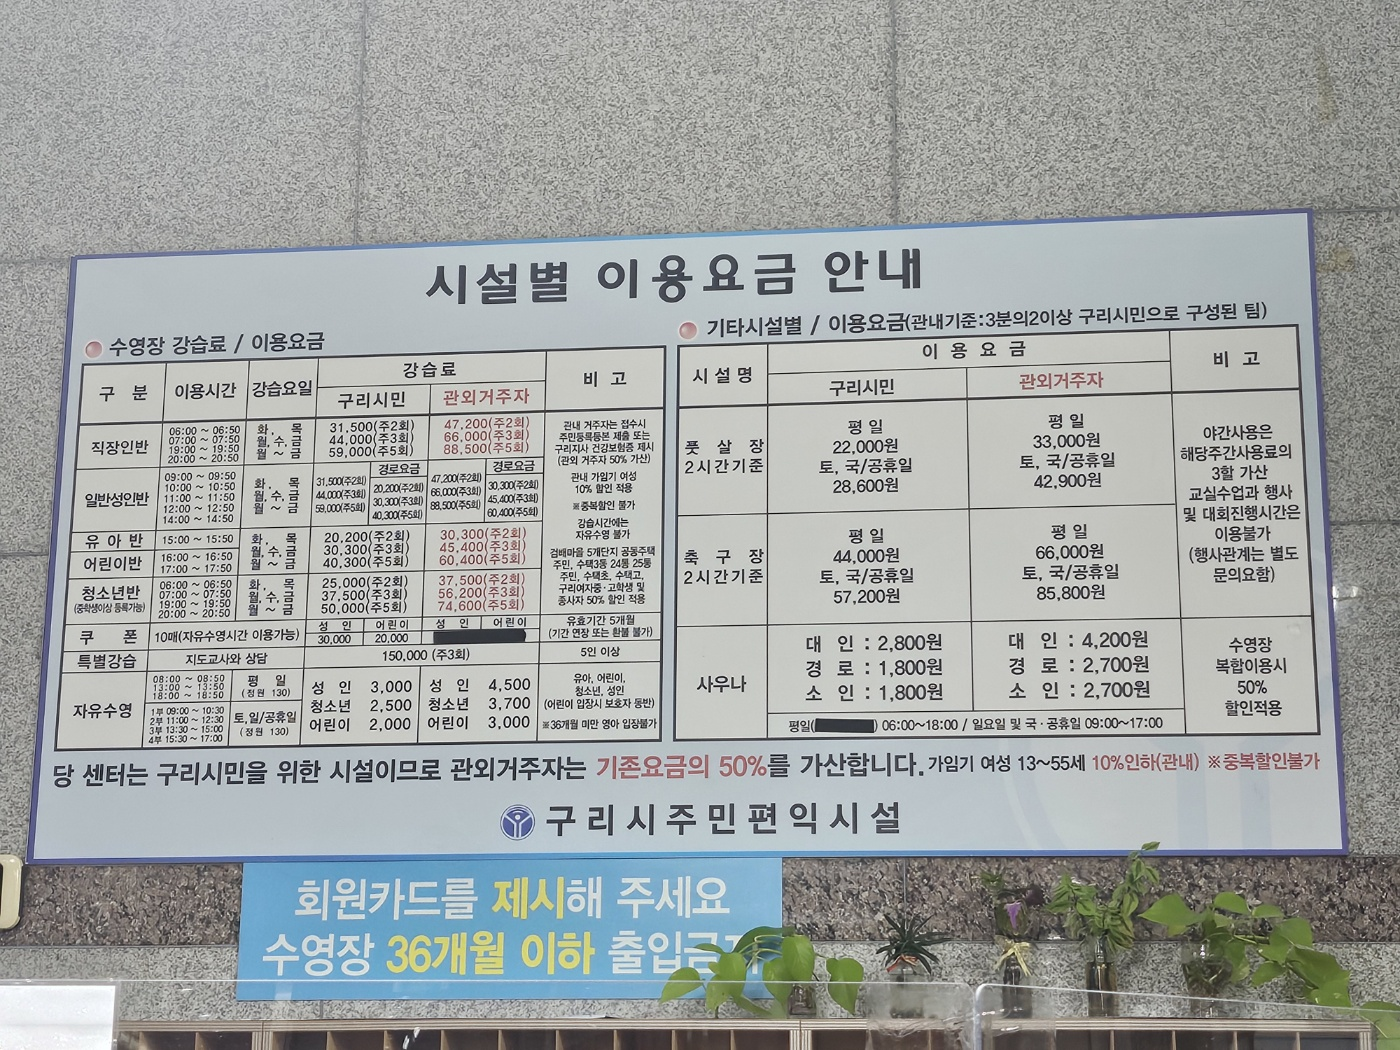 시설별 이용요금 안내
수영장 강습료 / 이용요금
구 분 이용시간 강습요일 강습료 비 고
구리시민 관외거주자
직장인반
06:00 ~ 06:50
07:00 ~ 07:50
19:00 ~ 19:50
20:00 ~ 20:50
화, 목
월, 수, 금
월 ~ 금
31,500(주2회)
44,000(주3회)
59,000(주5회)
47,200(주2회)
66,000(주3회)
88,500(주5회)
관내 거주자는 접수시
주민등록등본 제출 또는
구리지사 건강보험증 제시
(관외 거주자 50% 가산)
일반성인반
09:00 ~ 09:50
10:00 ~ 10:50
11:00 ~ 11:50
12:00 ~ 12:50
14:00 ~ 14:50
화, 목
월, 수, 금
월 ~ 금
31,500(주2회)
44,000(주3회)
59,000(주5회)
경로요금
20,200(주2회)
30,300(주3회)
40,300(주5회)
47,200(주2회)
66,000(주3회)
88,500(주5회)
경로요금
30,300(주2회)
45,400(주3회)
60,400(주5회)
관내 가임기 여성
10% 할인 적용
※중복할인 불가
강습시간에는
자유수영 불가
유 아 반
15:00 ~ 15:50
어린이반
16:00 ~ 16:50
17:00 ~ 17:50
화, 목
월, 수, 금
월 ~ 금
20,200(주2회)
30,300(주3회)
40,300(주5회)
30,300(주2회)
45,400(주3회)
60,400(주5회)
검배마을 5개단지 공동주택
주민, 수택3동 24통 25통
주민, 수택초, 수택고,
구리여자중·고학생 및
종사자 50% 할인 적용
청소년반
(중학생이상 등록가능)
06:00 ~ 06:50
07:00 ~ 07:50
19:00 ~ 19:50
20:00 ~ 20:50
화, 목
월, 수, 금
월 ~ 금
25,000(주2회)
37,500(주3회)
50,000(주5회)
37,500(주2회)
56,200(주3회)
74,600(주5회)
쿠 폰
10매(자유수영시간 이용가능)
성 인 어린이
30,000 20,000
성 인 어린이
유효기간 5개월
(기간 연장 또는 환불 불가)
특별강습
지도교사와 상담
150,000 (주3회)
5인 이상
자유수영
08:00 ~ 08:50
13:00 ~ 13:50
18:00 ~ 18:50
평 일
(정원 130)
1부 09:00 ~ 10:30
2부 11:00 ~ 12:30
3부 13:30 ~ 15:00
4부 15:30 ~ 17:00
토,일/공휴일
(정원 130)
성 인 3,000
청소년 2,500
어린이 2,000
성 인 4,500
청소년 3,700
어린이 3,000
유아, 어린이,
청소년, 성인
(어린이 입장시 보호자 동반)
※36개월 미만 영아 입장불가
기타시설별 / 이용요금(관내기준:3분의2이상 구리시민으로 구성된 팀)
시 설 명 이 용 요 금 비 고
구리시민 관외거주자
풋 살 장
2시간기준
평 일
22,000원
토, 국/공휴일
28,600원
평 일
33,000원
토, 국/공휴일
42,900원
축 구 장
2시간기준
평 일
44,000원
토, 국/공휴일
57,200원
평 일
66,000원
토, 국/공휴일
85,800원
야간사용은
해당주간사용료의
3할 가산
교실수업과 행사
및 대회진행시간은
이용불가
(행사관계는 별도
문의요함)
사우나
대 인 : 2,800원
경 로 : 1,800원
소 인 : 1,800원
대 인 : 4,200원
경 로 : 2,700원
소 인 : 2,700원
평일( ) 06:00~18:00 / 일요일 및 국·공휴일 09:00~17:00
수영장
복합이용시
50%
할인적용
당 센터는 구리시민을 위한 시설이므로 관외거주자는 기존요금의 50%를 가산합니다. 가임기 여성 13~55세 10%인하(관내) ※중복할인불가
구리시주민편익시설
회원카드를 제시해 주세요
수영장 36개월 이하